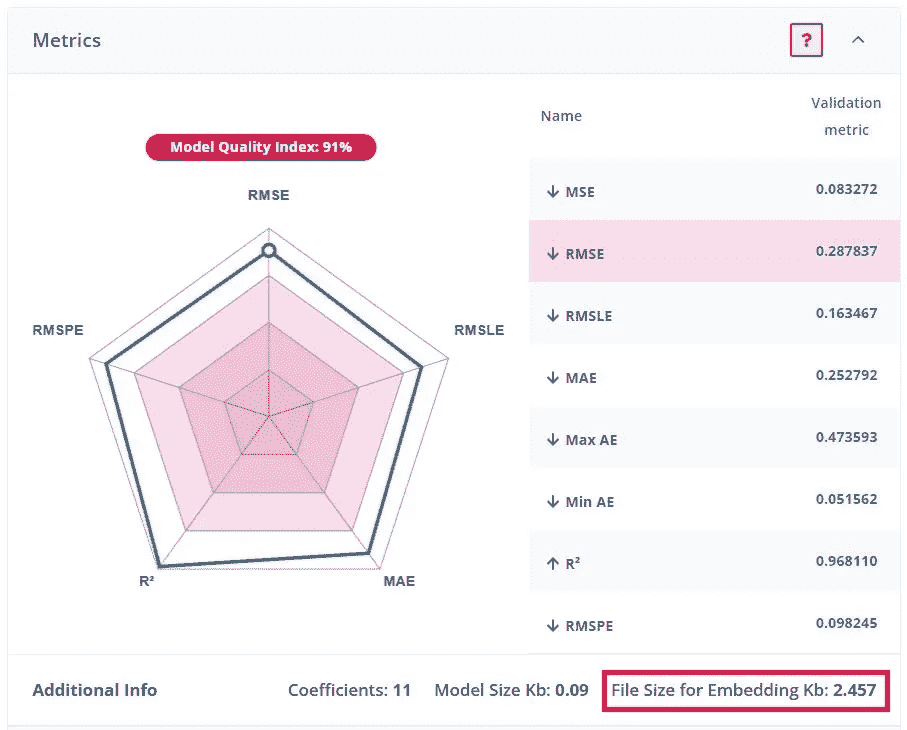 Metrics
?
Model Quality Index: 91%
RMSE
RMSPE
RMSLE
R²
MAE
Name
Validation
metric
↓ MSE 0.083272
↓ RMSE 0.287837
↓ RMSLE 0.163467
↓ MAE 0.252792
↓ Max AE 0.473593
↓ Min AE 0.051562
↑ R² 0.968110
↓ RMSPE 0.098245
Additional Info Coefficients: 11 Model Size Kb: 0.09 File Size for Embedding Kb: 2.457